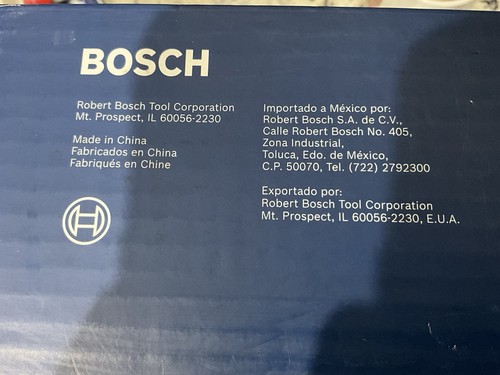 BOSCH
Robert Bosch Tool Corporation
Mt. Prospect, IL 60056-2230
Made in China
Fabricados en China
Fabriqués en Chine
Importado a México por:
Robert Bosch S.A. de C.V.,
Calle Robert Bosch No. 405,
Zona Industrial,
Toluca, Edo. de México,
C.P. 50070, Tel. (722) 2792300
Exportado por:
Robert Bosch Tool Corporation
Mt. Prospect, IL 60056-2230, E.U.A.